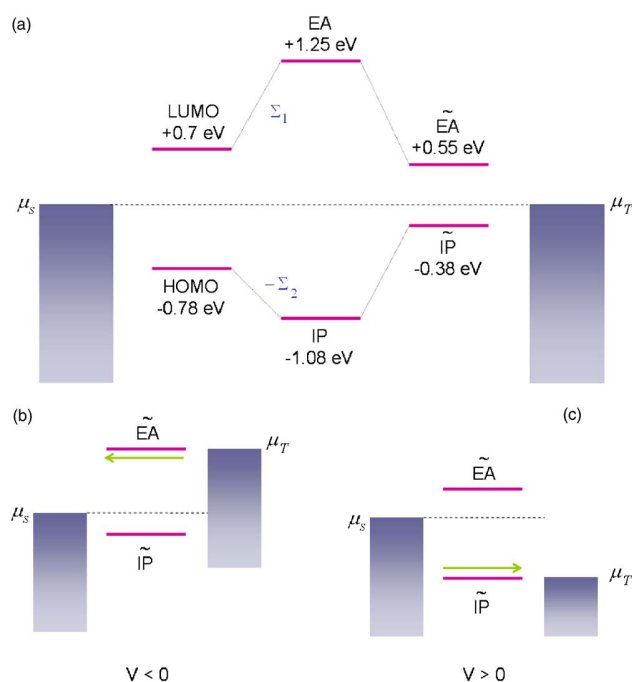 (a)
EA
+1.25 eV
LUMO
+0.7 eV
Σ1
ẼA
+0.55 eV
μs
μT
HOMO
-0.78 eV
-Σ2
ĨP
-0.38 eV
IP
-1.08 eV
(b)
(c)
ẼA
μT
μs
ĨP
V < 0
ẼA
μs
μT
ĨP
V > 0